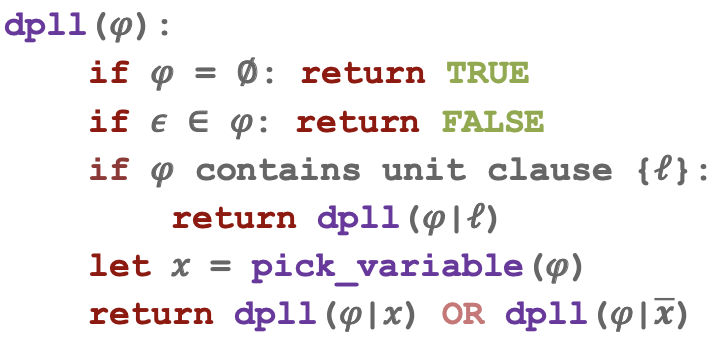 dpll(φ):
if φ = ∅: return TRUE
if ϵ ∈ φ: return FALSE
if φ contains unit clause {ℓ}:
return dpll(φ|ℓ)
let x = pick_variable(φ)
return dpll(φ|x) OR dpll(φ|x̅)